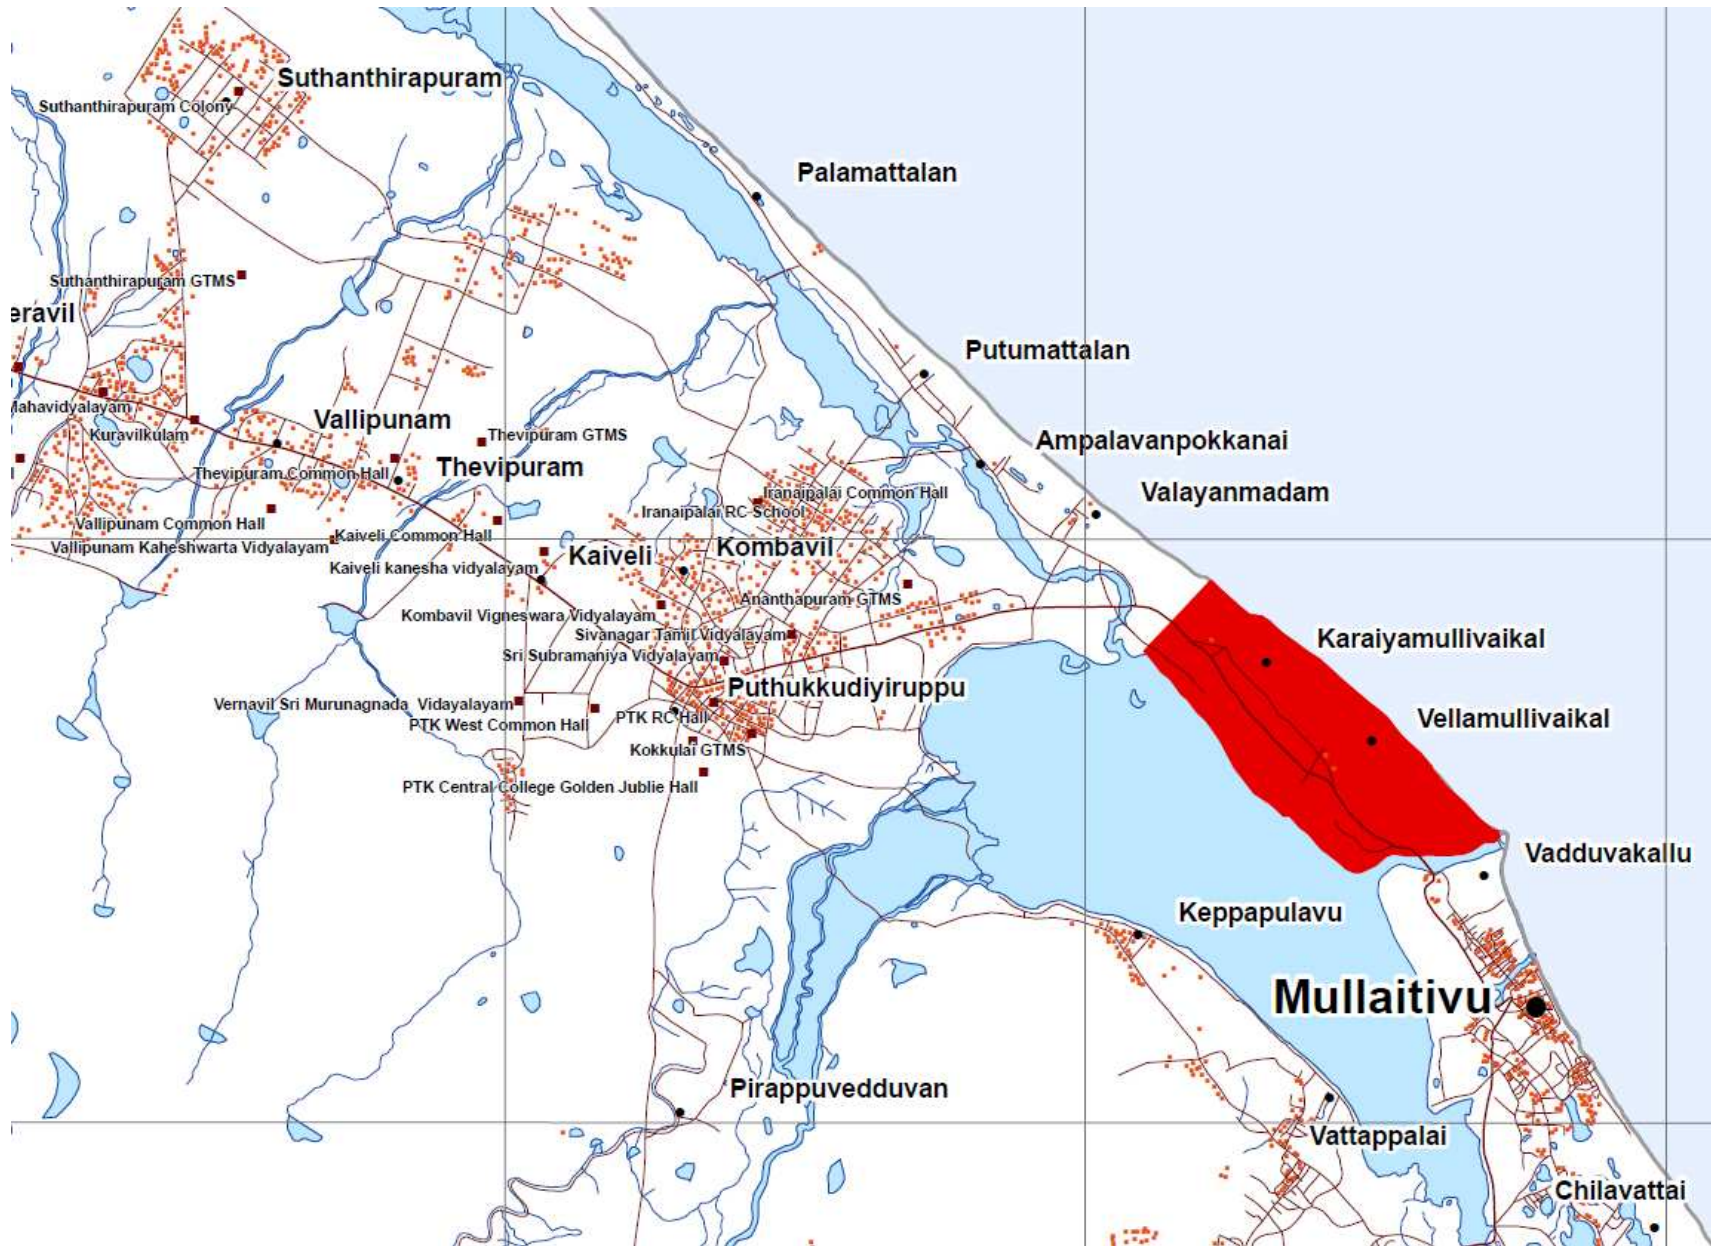 Suthanthirapuram
Suthanthirapuram Colony
Palamattalan
Suthanthirapuram GTMS
eravil
Putumattalan
Mahavidyalayam
Vallipunam
Kuravilkulam
Thevipuram GTMS
Ampalavanpokkanai
Thevipuram
Thevipuram Common Hall
Iranaipalai Common Hall
Valayanmadam
Iranaipalai RC School
Vallipunam Common Hall
Kaiveli Common Hall
Vallipunam Kaheshwarta Vidyalayam
Kaiveli
Kombavil
Kaiveli kanesha vidyalayam
Ananthapuram GTMS
Kombavil Vigneswara Vidyalayam
Sivanagar Tamil Vidyalayam
Karaiyamullivaikal
Sri Subramaniya Vidyalayam
Puthukkudiyiruppu
Vernavil Sri Murunagnada Vidayalayam
PTK RC Hall
Vellamullivaikal
PTK West Common Hall
Kokkulai GTMS
PTK Central College Golden Jublie Hall
Vadduvakallu
Keppapulavu
Mullaitivu
Pirappuvedduvan
Vattappalai
Chilavattai